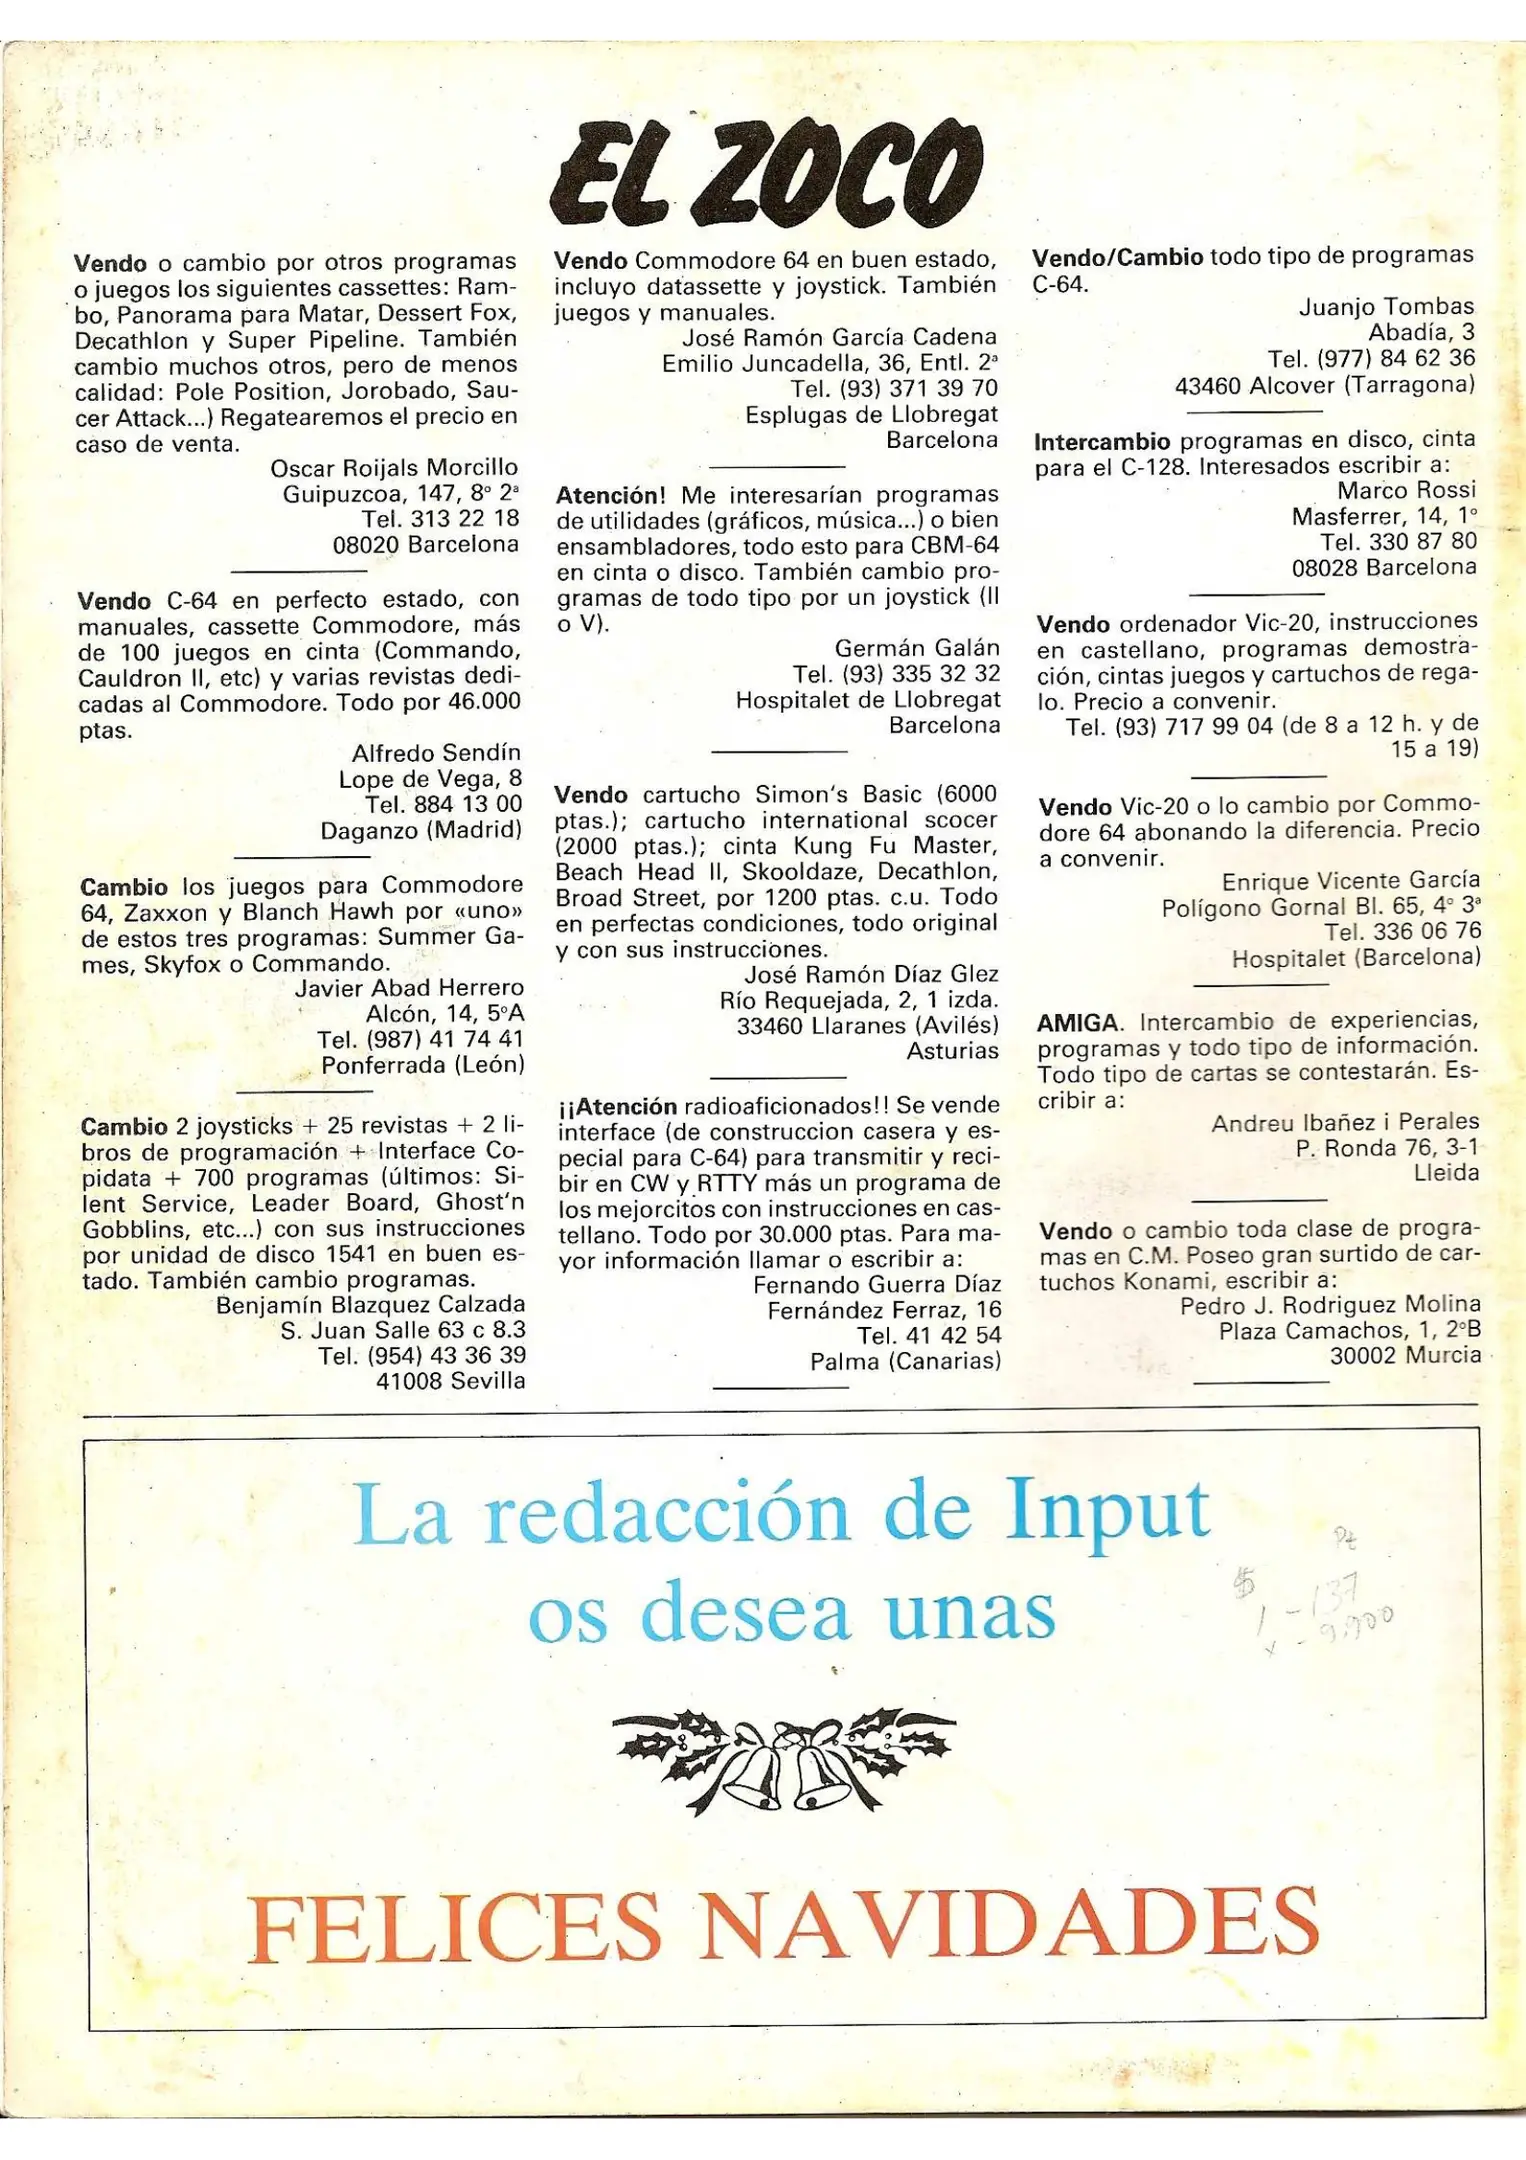 EL ZOCO
Vendo o cambio por otros programas
o juegos los siguientes cassettes: Ram-
bo, Panorama para Matar, Dessert Fox,
Decathlon y Super Pipeline. También
cambio muchos otros, pero de menos
calidad: Pole Position, Jorobado, Sau-
cer Attack...) Regatearemos el precio en
caso de venta.
Oscar Roijals Morcillo
Guipuzcoa, 147, 8º 2ª
Tel. 313 22 18
08020 Barcelona
Vendo C-64 en perfecto estado, con
manuales, cassette Commodore, más
de 100 juegos en cinta (Commando,
Cauldron II, etc) y varias revistas dedi-
cadas al Commodore. Todo por 46.000
ptas.
Alfredo Sendín
Lope de Vega, 8
Tel. 884 13 00
Daganzo (Madrid)
Cambio los juegos para Commodore
64, Zaxxon y Blanch Hawh por «uno»
de estos tres programas: Summer Ga-
mes, Skyfox o Commando.
Javier Abad Herrero
Alcón, 14, 5ºA
Tel. (987) 41 74 41
Ponferrada (León)
Cambio 2 joysticks + 25 revistas + 2 li-
bros de programación + Interface Co-
pidata + 700 programas (últimos: Si-
lent Service, Leader Board, Ghost'n
Gobblins, etc...) con sus instrucciones
por unidad de disco 1541 en buen es-
tado. También cambio programas.
Benjamín Blazquez Calzada
S. Juan Salle 63 c 8.3
Tel. (954) 43 36 39
41008 Sevilla
Vendo Commodore 64 en buen estado,
incluyo datassette y joystick. También
juegos y manuales.
José Ramón García Cadena
Emilio Juncadella, 36, Entl. 2ª
Tel. (93) 371 39 70
Esplugas de Llobregat
Barcelona
Atención! Me interesarían programas
de utilidades (gráficos, música...) o bien
ensambladores, todo esto para CBM-64
en cinta o disco. También cambio pro-
gramas de todo tipo por un joystick (II
o V).
Germán Galán
Tel. (93) 335 32 32
Hospitalet de Llobregat
Barcelona
Vendo cartucho Simon's Basic (6000
ptas.); cartucho international scocer
(2000 ptas.); cinta Kung Fu Master,
Beach Head II, Skooldaze, Decathlon,
Broad Street, por 1200 ptas. c.u. Todo
en perfectas condiciones, todo original
y con sus instrucciones.
José Ramón Díaz Glez
Río Requejada, 2, 1 izda.
33460 Llaranes (Avilés)
Asturias
¡¡Atención radioaficionados!! Se vende
interface (de construccion casera y es-
pecial para C-64) para transmitir y reci-
bir en CW y RTTY más un programa de
los mejorcitos con instrucciones en cas-
tellano. Todo por 30.000 ptas. Para ma-
yor información llamar o escribir a:
Fernando Guerra Díaz
Fernández Ferraz, 16
Tel. 41 42 54
Palma (Canarias)
Vendo/Cambio todo tipo de programas
C-64.
Juanjo Tombas
Abadía, 3
Tel. (977) 84 62 36
43460 Alcover (Tarragona)
Intercambio programas en disco, cinta
para el C-128. Interesados escribir a:
Marco Rossi
Masferrer, 14, 1º
Tel. 330 87 80
08028 Barcelona
Vendo ordenador Vic-20, instrucciones
en castellano, programas demostra-
ción, cintas juegos y cartuchos de rega-
lo. Precio a convenir.
Tel. (93) 717 99 04 (de 8 a 12 h. y de
15 a 19)
Vendo Vic-20 o lo cambio por Commo-
dore 64 abonando la diferencia. Precio
a convenir.
Enrique Vicente García
Polígono Gornal Bl. 65, 4º 3ª
Tel. 336 06 76
Hospitalet (Barcelona)
AMIGA. Intercambio de experiencias,
programas y todo tipo de información.
Todo tipo de cartas se contestarán. Es-
cribir a:
Andreu Ibañez i Perales
P. Ronda 76, 3-1
Lleida
Vendo o cambio toda clase de progra-
mas en C.M. Poseo gran surtido de car-
tuchos Konami, escribir a:
Pedro J. Rodriguez Molina
Plaza Camachos, 1, 2ºB
30002 Murcia
La redacción de Input
os desea unas
$ Pt
1 - 137
x - 9.900
FELICES NAVIDADES